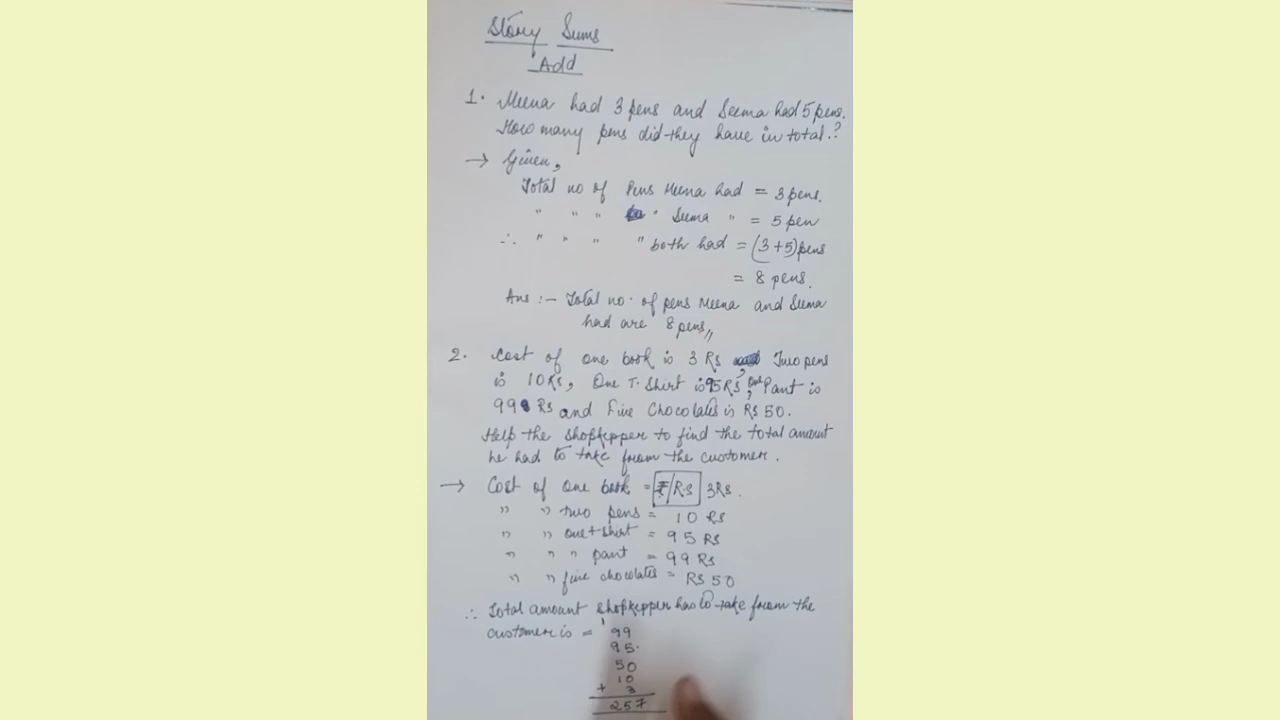 Story Sums
Add
1. Meena had 3 pens and Seema had 5 pens.
How many pens did they have in total.?
→ Given,
Total no of Pens Meena had = 3 pens.
" " " " Seema " = 5 pen
∴ " " " " both had = (3+5) pens
= 8 pens.
Ans :- Total no. of pens Meena and Seema
had are 8 pens,,
2. Cost of one book is 3 Rs, Two pens
is 10 Rs, One T. Shirt is 95 Rs, one Pant is
99 Rs and Five Chocolates is Rs 50.
Help the shopkepper to find the total amount
he had to take from the customer.
→ Cost of One book = ₹/Rs 3Rs.
" " two pens = 10 Rs
" " one t shirt = 95 Rs
" " " pant = 99 Rs
" " five chocolates = Rs 50
∴ Total amount shopkepper has to take from the
customer is = 1 99
95
50
10
+ 3
257